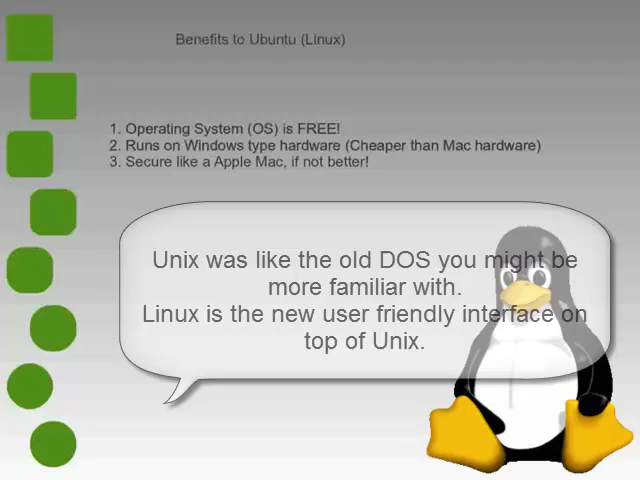 Benefits to Ubuntu (Linux)
1. Operating System (OS) is FREE!
2. Runs on Windows type hardware (Cheaper than Mac hardware)
3. Secure like a Apple Mac, if not better!
Unix was like the old DOS you might be
more familiar with.
Linux is the new user friendly interface on
top of Unix.